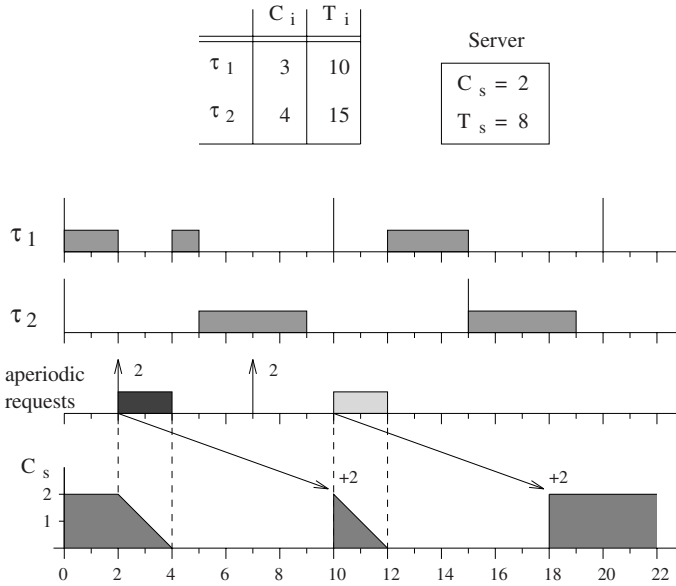 C i T i
τ 1 3 10
τ 2 4 15
Server
C s = 2
T s = 8
τ 1
τ 2
aperiodic
requests
2
2
C s
+2
+2
2
1
0 2 4 6 8 10 12 14 16 18 20 22